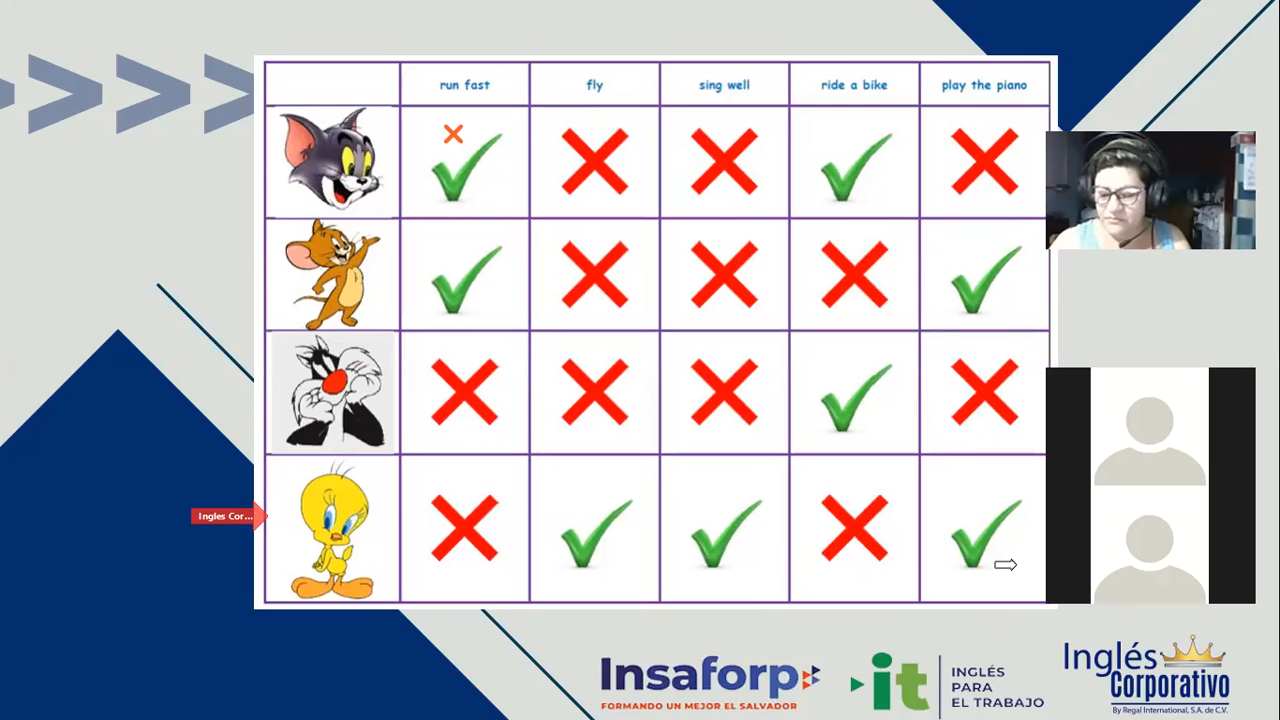 run fast fly sing well ride a bike play the piano
Ingles Cor...
Insaforp
FORMANDO UN MEJOR EL SALVADOR
it
INGLÉS
PARA
EL TRABAJO
Inglés
Corporativo
By Regal International, S.A. de C.V.